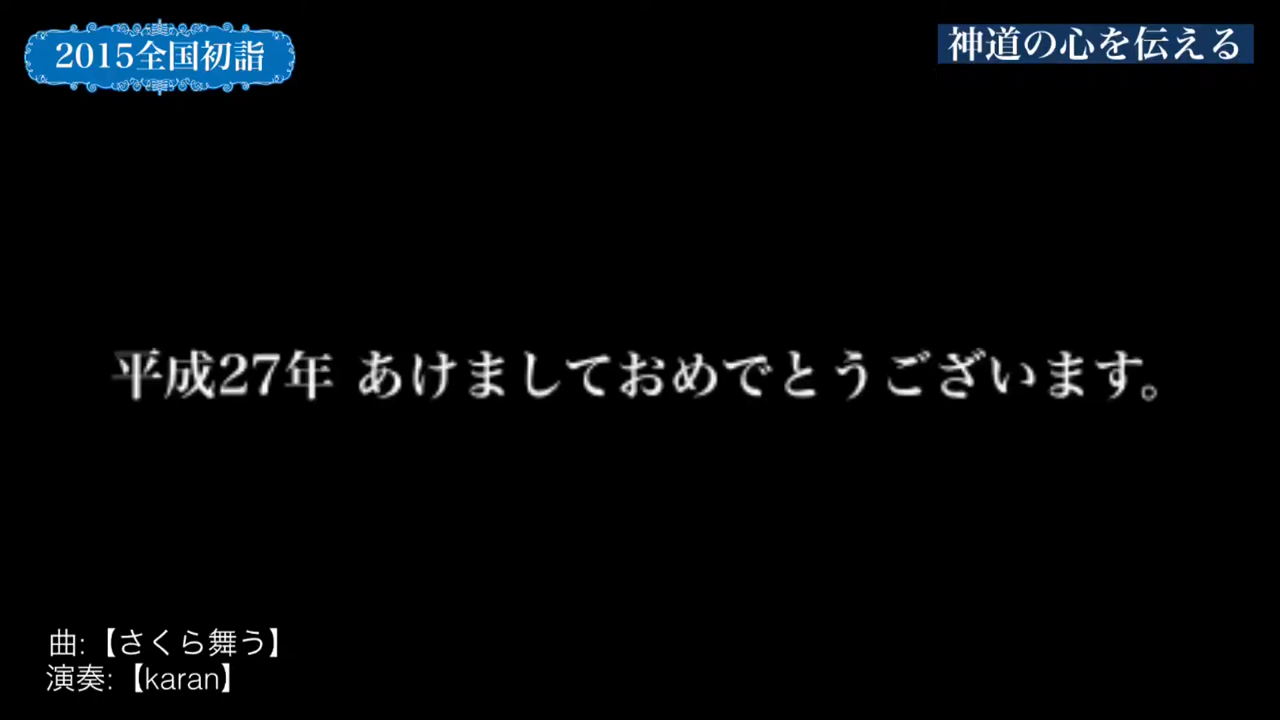 2015全国初詣
神道の心を伝える
平成27年 あけましておめでとうございます。
曲:【さくら舞う】
演奏:【karan】